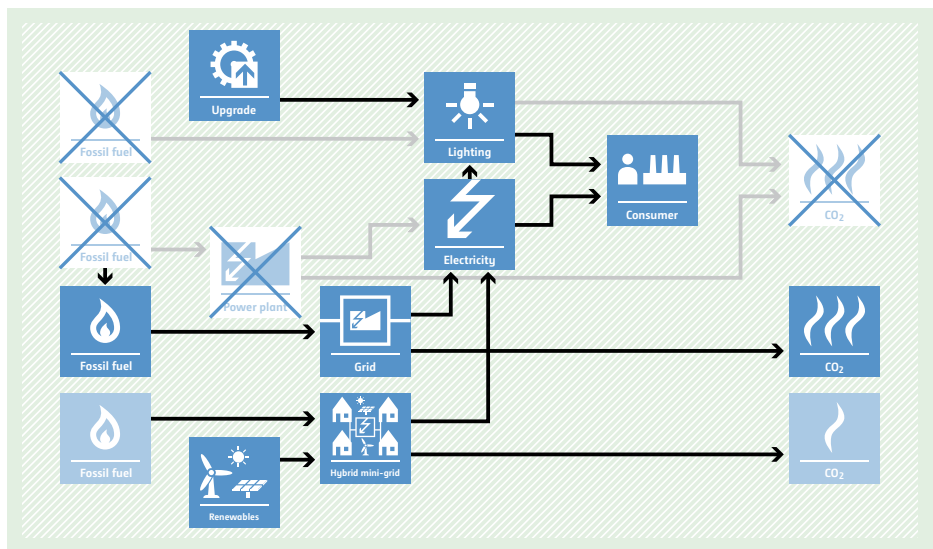 Upgrade
Fossil fuel
Lighting
Consumer
CO₂
Fossil fuel
Power plant
Electricity
Fossil fuel
Grid
CO₂
Fossil fuel
Hybrid mini-grid
CO₂
Renewables